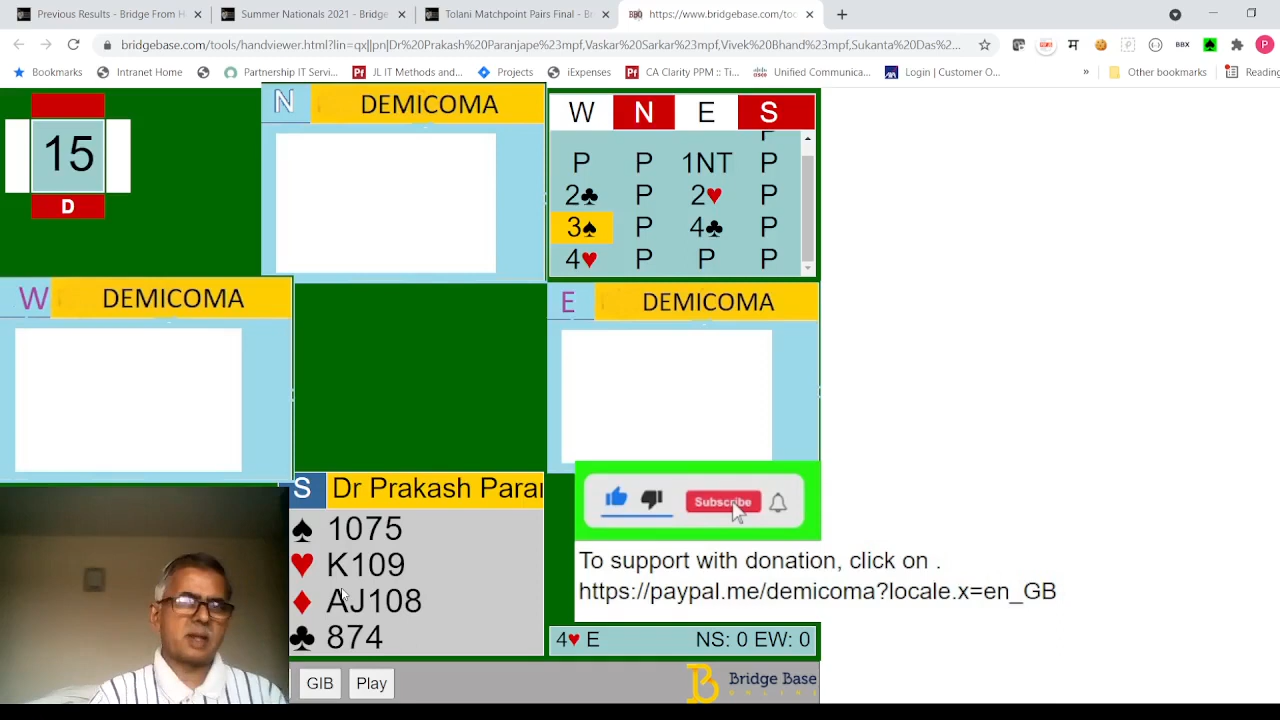 Previous Results - Bridge From H
Summer Nationals 2021 - Bridge
Tolani Matchpoint Pairs Final - B
https://www.bridgebase.com/too
bridgebase.com/tools/handviewer.html?lin=qx||pn|Dr%20prakash%20Paranjape%23mpf,Vaskar%20Sarkar%23mpf,Vivek%20bhand%23mpf,Sukanta%20Das%...
BBX
P
Bookmarks
Intranet Home
Partnership IT Servi...
JL IT Methods and...
Projects
iExpenses
CA Clarity PPM :: Ti...
Unified Communica...
Login | Customer O...
»
Other bookmarks
Reading
N DEMICOMA
W N E S
15
P P 1NT P
2♣ P 2♥ P
D
3♠ P 4♣ P
4♥ P P P
W DEMICOMA
E DEMICOMA
S Dr Prakash Paran
Subscribe
♠ 1075
♥ K109
♦ AJ108
♣ 874
To support with donation, click on .
https://paypal.me/demicoma?locale.x=en_GB
4♥ E NS: 0 EW: 0
GIB
Play
Bridge Base
ONLINE